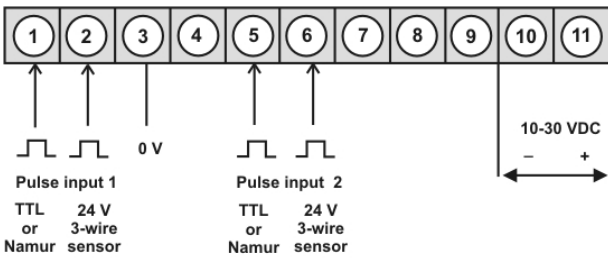 1 2 3 4 5 6 7 8 9 10 11
10-30 VDC
− +
0 V
Pulse input 1
TTL or Namur
24 V 3-wire sensor
Pulse input 2
TTL or Namur
24 V 3-wire sensor